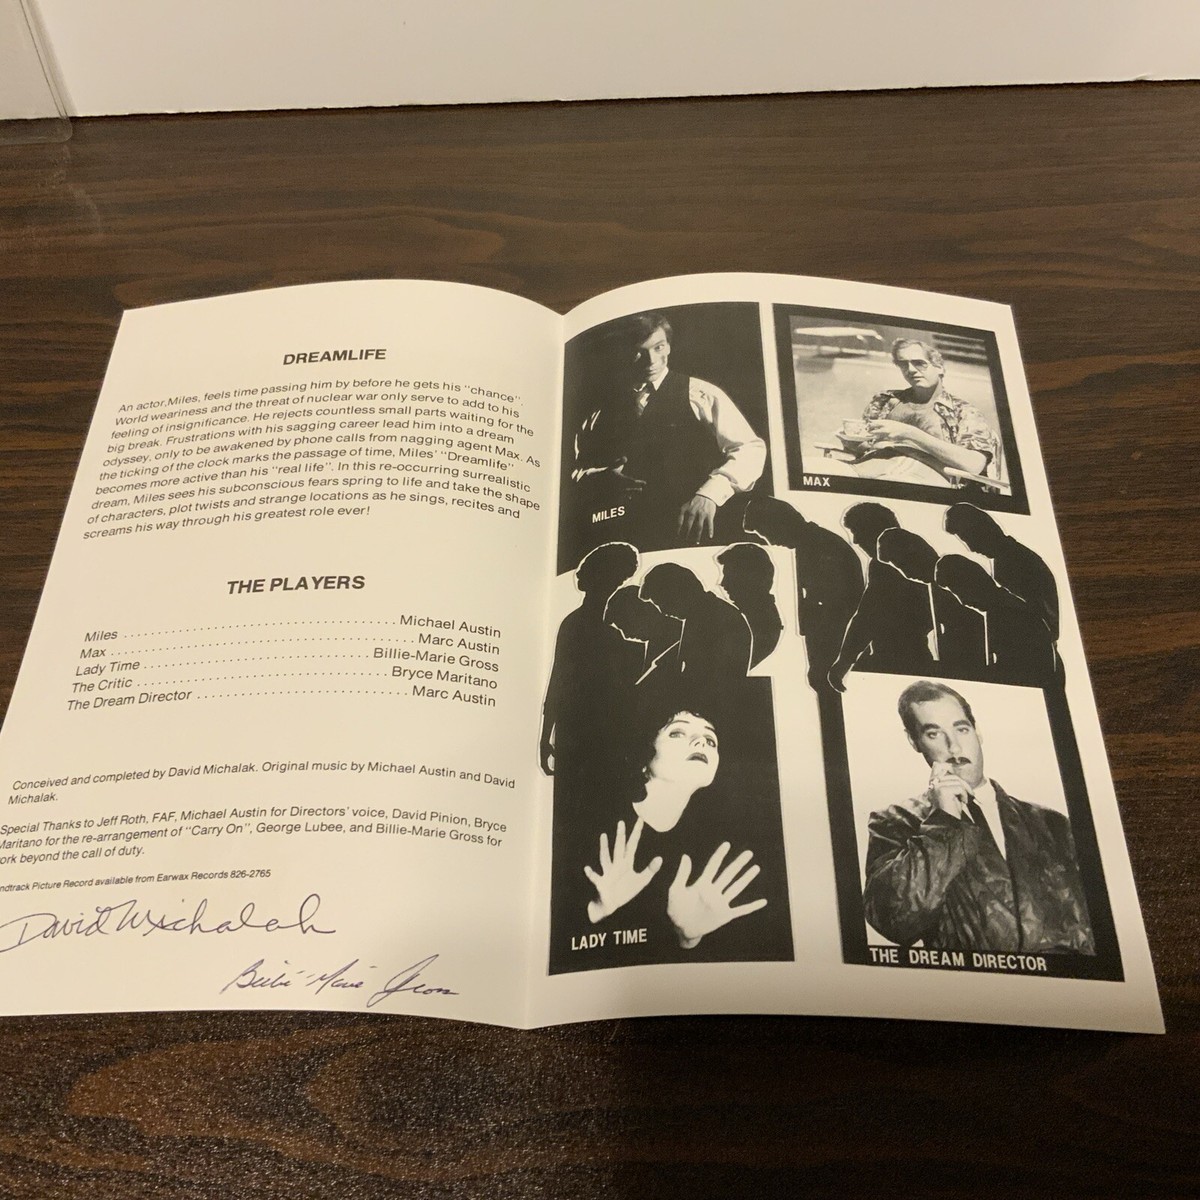 DREAMLIFE
An actor,Miles, feels time passing him by before he gets his "chance".
World weariness and the threat of nuclear war only serve to add to his
feeling of insignificance. He rejects countless small parts waiting for the
big break. Frustrations with his sagging career lead him into a dream
odyssey, only to be awakened by phone calls from nagging agent Max. As
the ticking of the clock marks the passage of time, Miles' "Dreamlife"
becomes more active than his "real life". In this re-occurring surrealistic
dream, Miles sees his subconscious fears spring to life and take the shape
of characters, plot twists and strange locations as he sings, recites and
screams his way through his greatest role ever!
THE PLAYERS
Miles . . . . . . . . . . . . . . . . . . . . . . . . . . . . . . . . . . . . . . . Michael Austin
Max . . . . . . . . . . . . . . . . . . . . . . . . . . . . . . . . . . . . . . . . . . . Marc Austin
Lady Time . . . . . . . . . . . . . . . . . . . . . . . . . . . . . . . . Billie-Marie Gross
The Critic . . . . . . . . . . . . . . . . . . . . . . . . . . . . . . . . . . . Bryce Maritano
The Dream Director . . . . . . . . . . . . . . . . . . . . . . . . . . . . . Marc Austin
Conceived and completed by David Michalak. Original music by Michael Austin and David
Michalak.
Special Thanks to Jeff Roth, FAF, Michael Austin for Directors' voice, David Pinion, Bryce
Maritano for the re-arrangement of "Carry On", George Lubee, and Billie-Marie Gross for
ork beyond the call of duty.
ndtrack Picture Record available from Earwax Records 826-2765
David Michalak
Billie-Marie Gross
MILES
MAX
LADY TIME
THE DREAM DIRECTOR